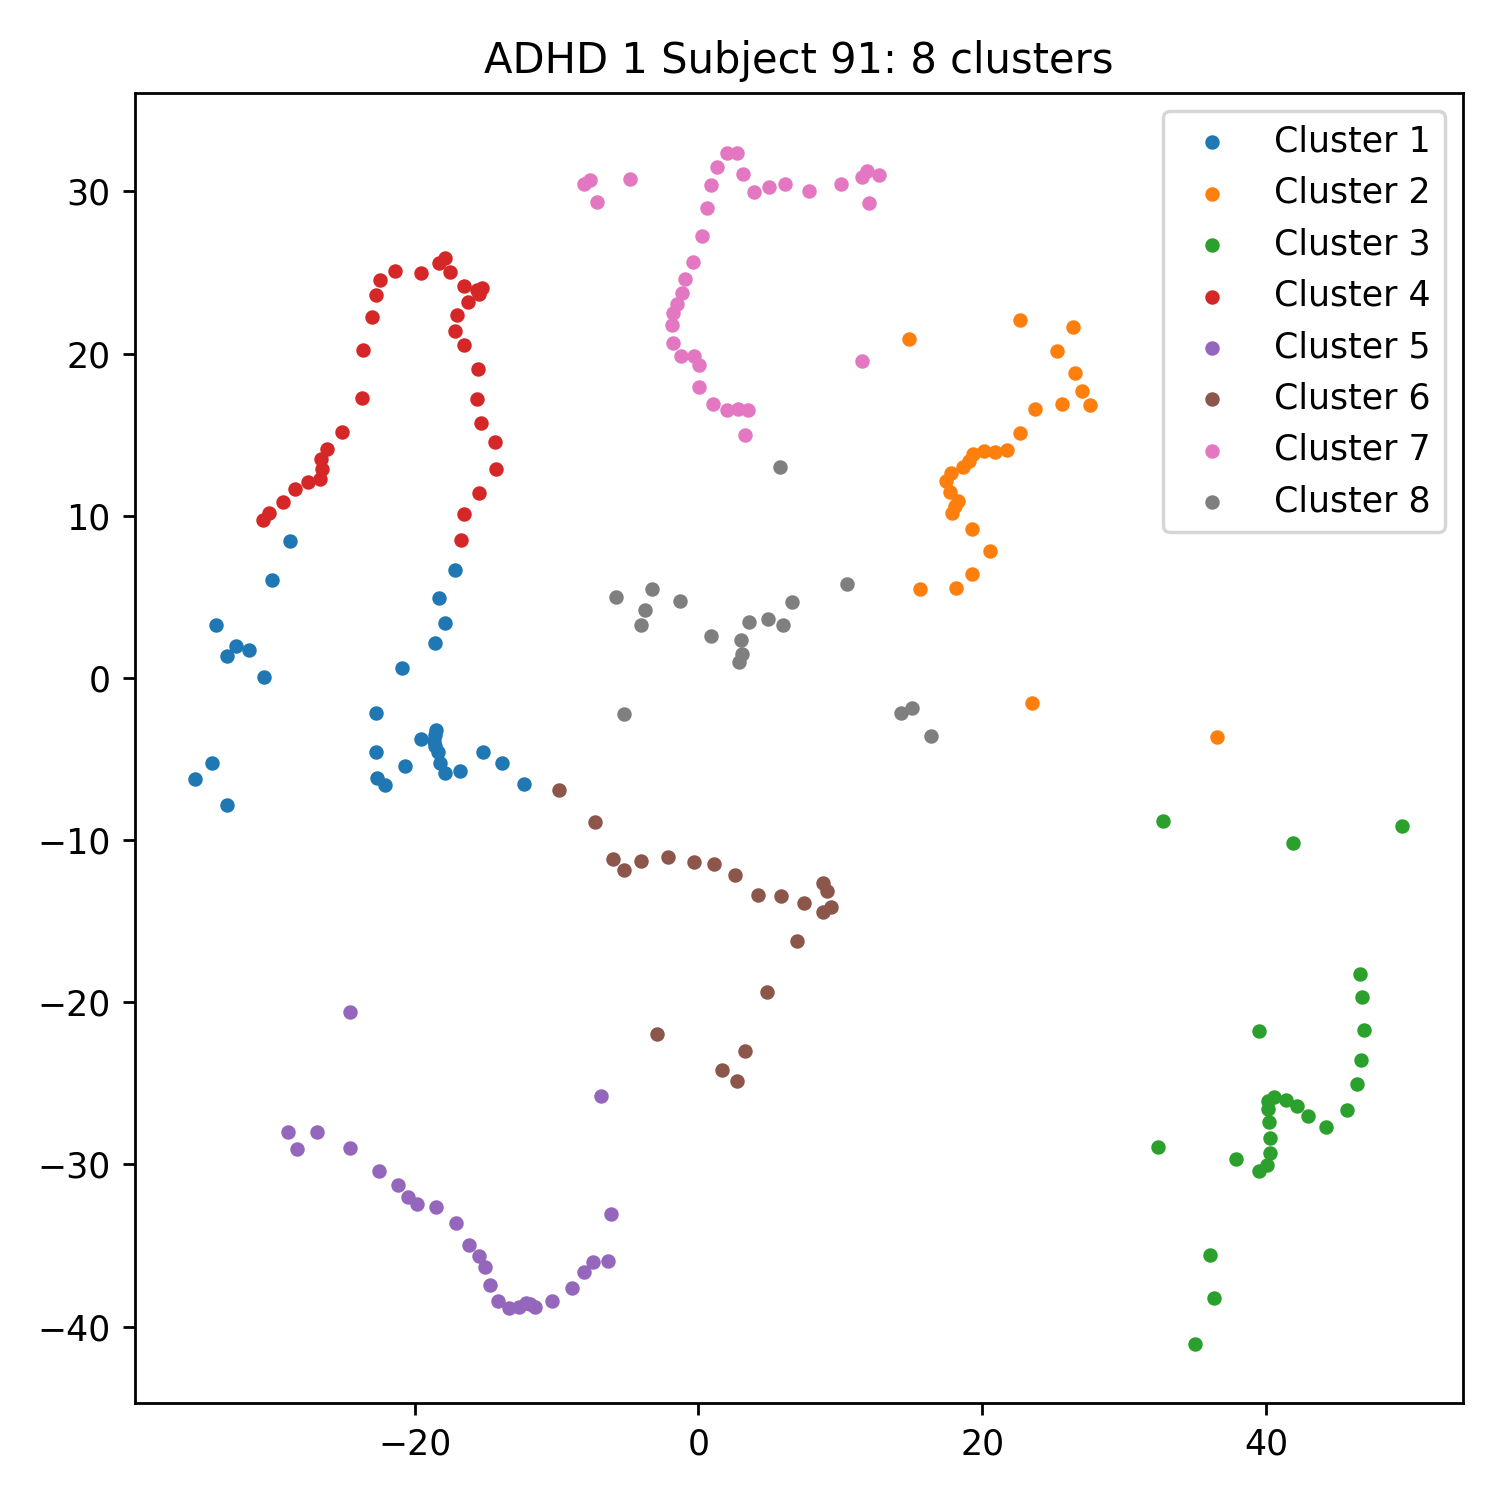 ADHD 1 Subject 91: 8 clusters
Cluster 1
Cluster 2
Cluster 3
Cluster 4
Cluster 5
Cluster 6
Cluster 7
Cluster 8
30
20
10
0
−10
−20
−30
−40
−20 0 20 40